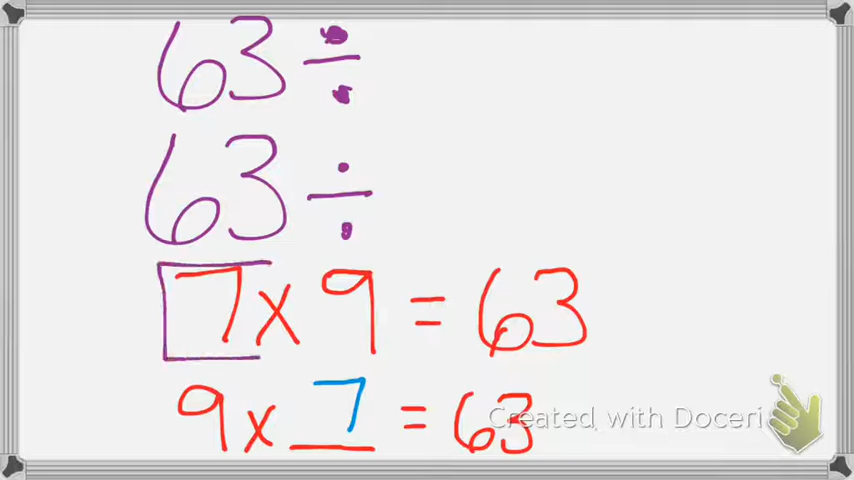 63 ÷
63 ÷
7 x 9 = 63
9 x 7 = 63
Created with Doceri